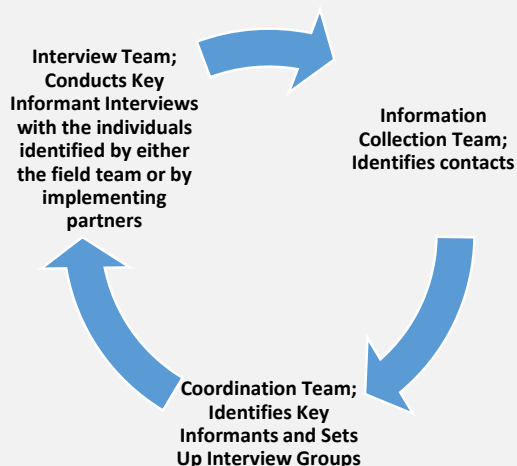 Interview Team;
Conducts Key
Informant Interviews
with the individuals
identified by either
the field team or by
implementing
partners
Information
Collection Team;
Identifies contacts
Coordination Team;
Identifies Key
Informants and Sets
Up Interview Groups